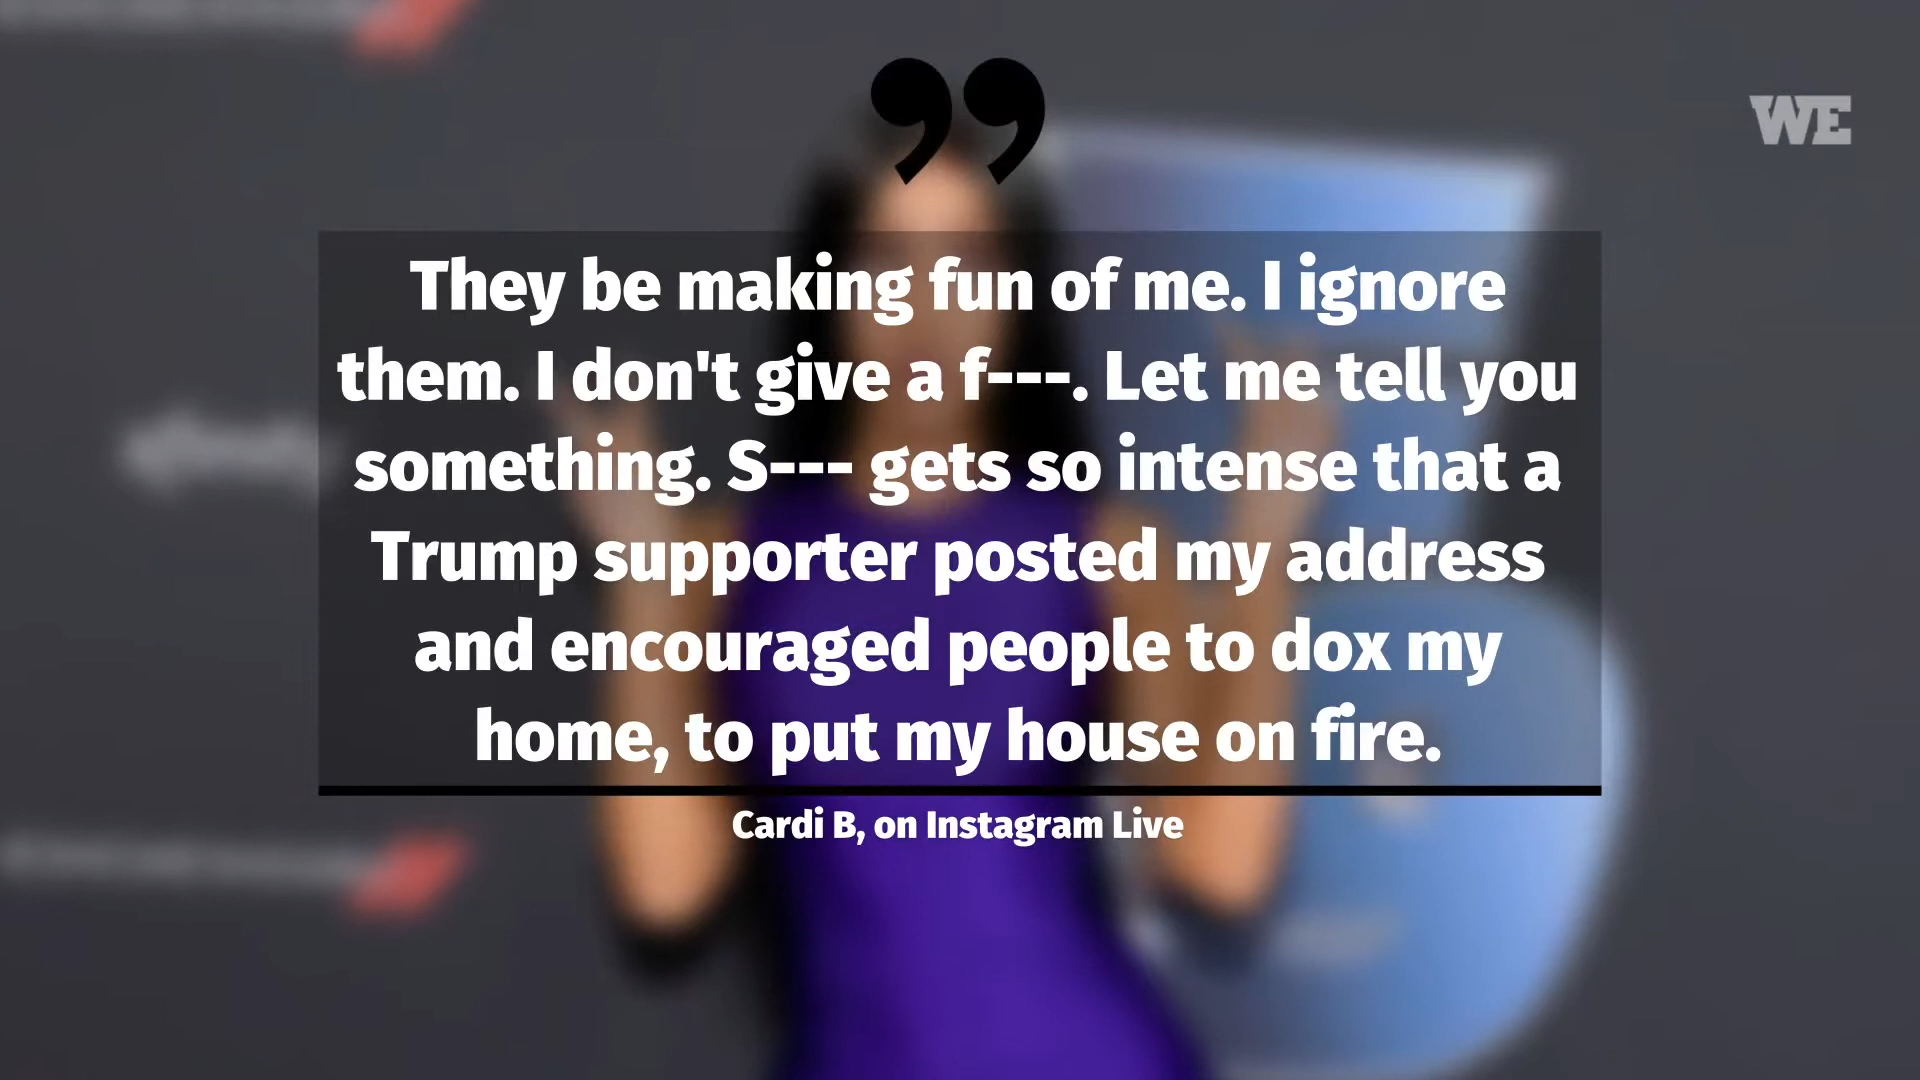 WE
”
They be making fun of me. I ignore
them. I don't give a f---. Let me tell you
something. S--- gets so intense that a
Trump supporter posted my address
and encouraged people to dox my
home, to put my house on fire.
Cardi B, on Instagram Live